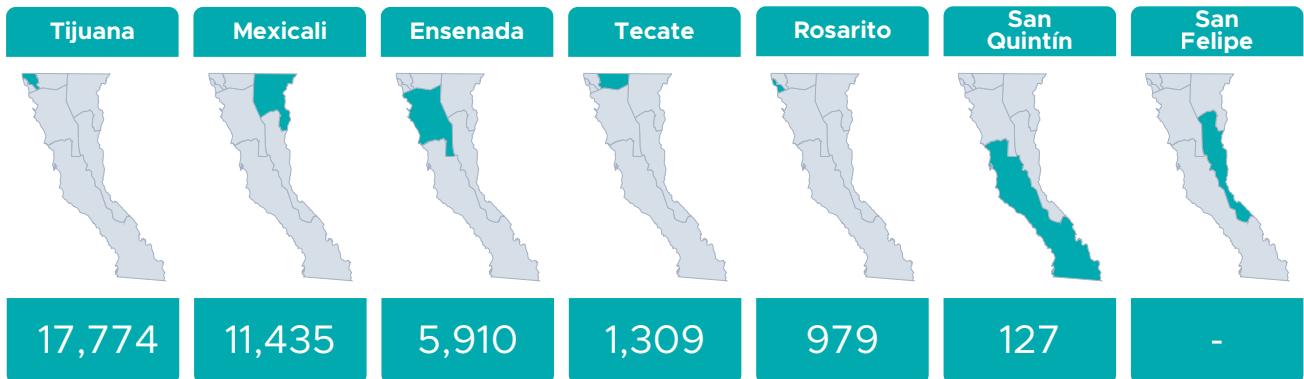 Tijuana
Mexicali
Ensenada
Tecate
Rosarito
San
Quintín
San
Felipe
17,774
11,435
5,910
1,309
979
127
-